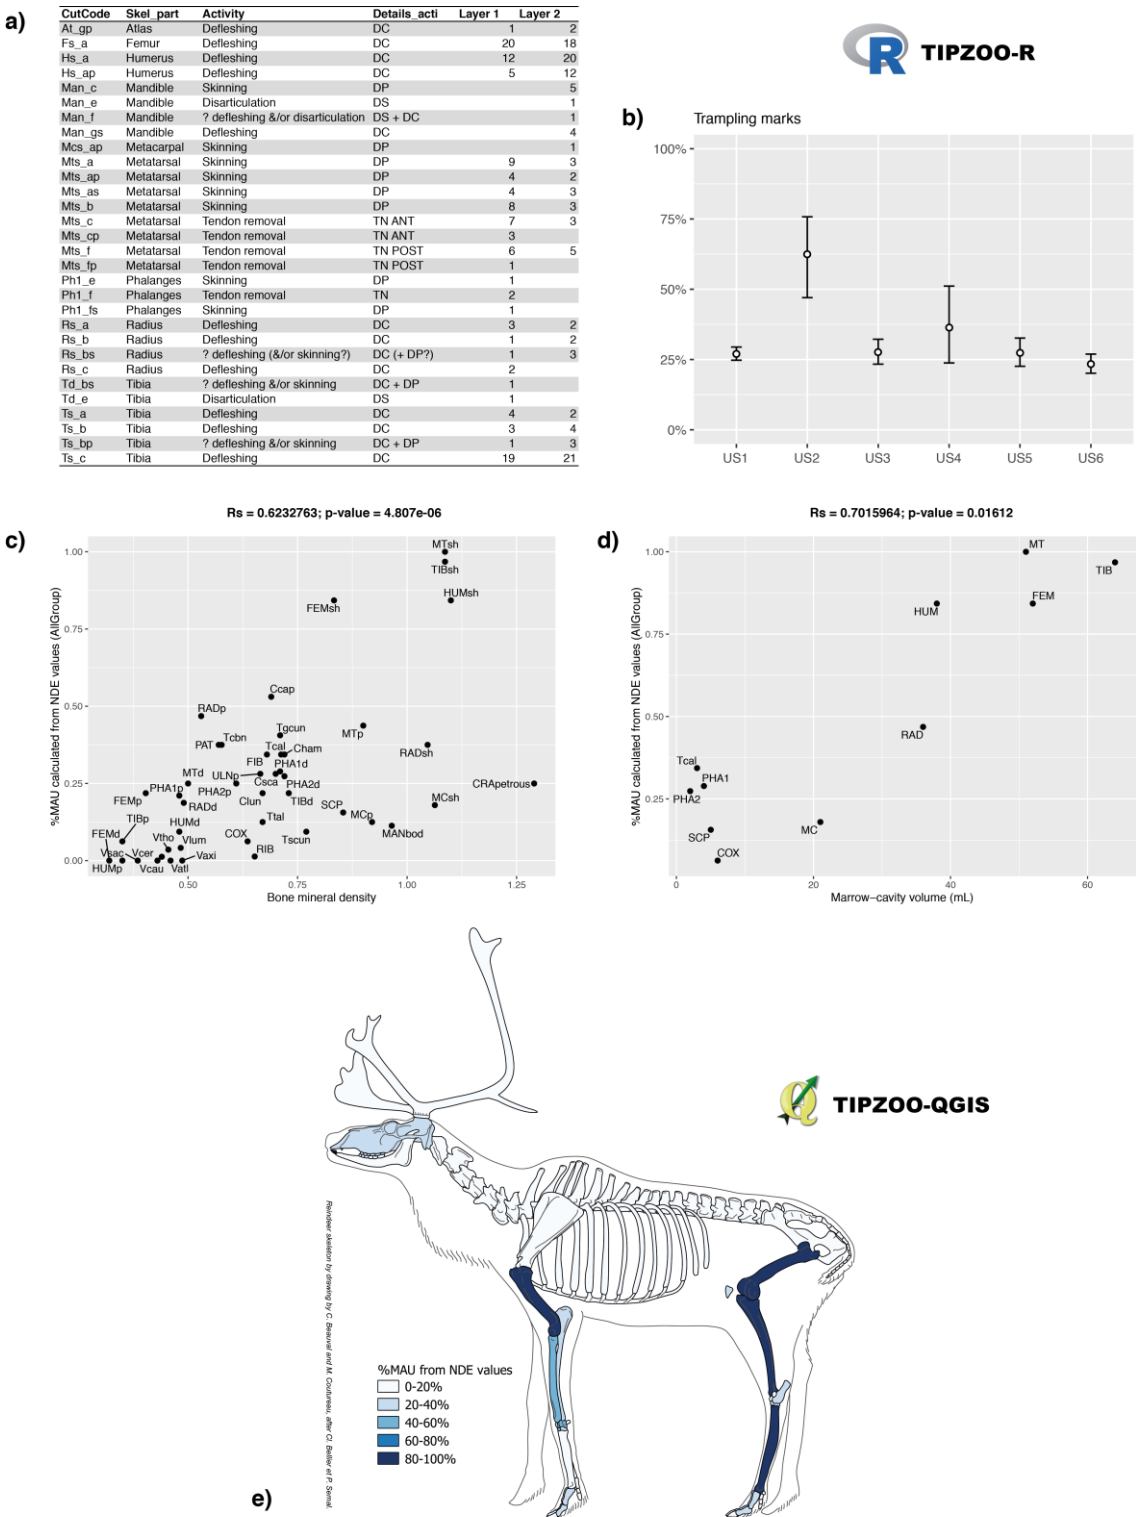 a)
CutCode Skel_part Activity Details_acti Layer 1 Layer 2
At_gp Atlas Defleshing DC 1 2
Fs_a Femur Defleshing DC 20 18
Hs_a Humerus Defleshing DC 12 20
Hs_ap Humerus Defleshing DC 5 12
Man_c Mandible Skinning DP 5
Man_e Mandible Disarticulation DS 1
Man_f Mandible ? defleshing &/or disarticulation DS + DC 1
Man_gs Mandible Defleshing DC 4
Mcs_ap Metacarpal Skinning DP 1
Mts_a Metatarsal Skinning DP 9 3
Mts_ap Metatarsal Skinning DP 4 2
Mts_as Metatarsal Skinning DP 4 3
Mts_b Metatarsal Skinning DP 8 3
Mts_c Metatarsal Tendon removal TN ANT 7 3
Mts_cp Metatarsal Tendon removal TN ANT 3
Mts_f Metatarsal Tendon removal TN POST 6 5
Mts_fp Metatarsal Tendon removal TN POST 1
Ph1_e Phalanges Skinning DP 1
Ph1_f Phalanges Tendon removal TN 2
Ph1_fs Phalanges Skinning DP 1
Rs_a Radius Defleshing DC 3 2
Rs_b Radius Defleshing DC 1 2
Rs_bs Radius ? defleshing (&/or skinning?) DC (+ DP?) 1 3
Rs_c Radius Defleshing DC 2
Td_bs Tibia ? defleshing &/or skinning DC + DP 1
Td_e Tibia Disarticulation DS 1
Ts_a Tibia Defleshing DC 4 2
Ts_b Tibia Defleshing DC 3 4
Ts_bp Tibia ? defleshing &/or skinning DC + DP 1 3
Ts_c Tibia Defleshing DC 19 21
R TIPZOO-R
b)
Trampling marks
100%
75%
50%
25%
0%
US1 US2 US3 US4 US5 US6
c)
Rs = 0.6232763; p-value = 4.807e-06
%MAU calculated from NDE values (AllGroup)
1.00
0.75
0.50
0.25
0.00
MTsh
TIBsh
HUMsh
FEMsh
Ccap
RADp
Tgcun
MTp
PAT
Tcbn
Tcal
Cham
RADsh
FIB
PHA1d
MTd
ULNp
Csca
PHA2d
CRApetrous
PHA1p
PHA2p
FEMp
RADd
Clun
TIBd
SCP
MCsh
TIBp
HUMd
Ttal
MCp
MANbod
FEMd
Vtho
Vlum
COX
Tscun
Vsac
Vcer
Vaxi
RIB
HUMp
Vcau
Vatl
0.50 0.75 1.00 1.25
Bone mineral density
d)
Rs = 0.7015964; p-value = 0.01612
%MAU calculated from NDE values (AllGroup)
1.00
0.75
0.50
0.25
MT
TIB
FEM
HUM
RAD
Tcal
PHA1
PHA2
MC
SCP
COX
0 20 40 60
Marrow−cavity volume (mL)
Q TIPZOO-QGIS
Reindeer skeleton by drawing by C. Beauval and M. Coutureau, after Cl. Bellier et P. Semal.
%MAU from NDE values
0-20%
20-40%
40-60%
60-80%
80-100%
e)